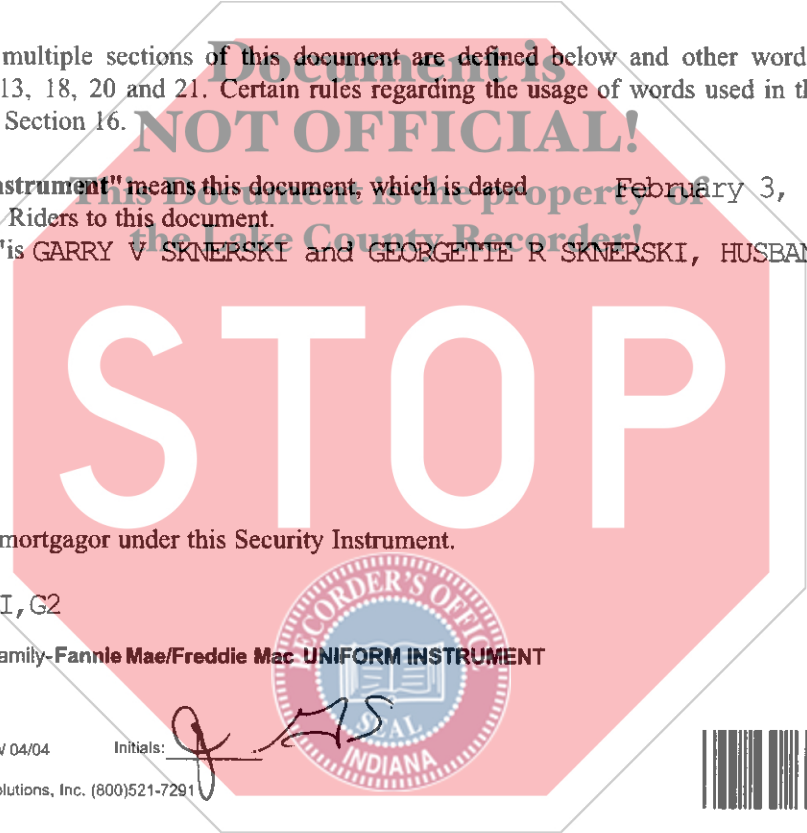 Document is
multiple sections of this document are defined below and other word
13, 18, 20 and 21. Certain rules regarding the usage of words used in th
Section 16.
NOT OFFICIAL!
nstrument" means this document, which is dated February 3,
This Document is the property of
Riders to this document.
the Lake County Recorder!
"is GARRY V SKNERSKI and GEORGETTE R SKNERSKI, HUSBAN
STOP
mortgagor under this Security Instrument.
I,G2
amily-Fannie Mae/Freddie Mac UNIFORM INSTRUMENT
RECORDER'S OFFICE
SEAL
INDIANA
V 04/04 Initials:
olutions, Inc. (800)521-7291